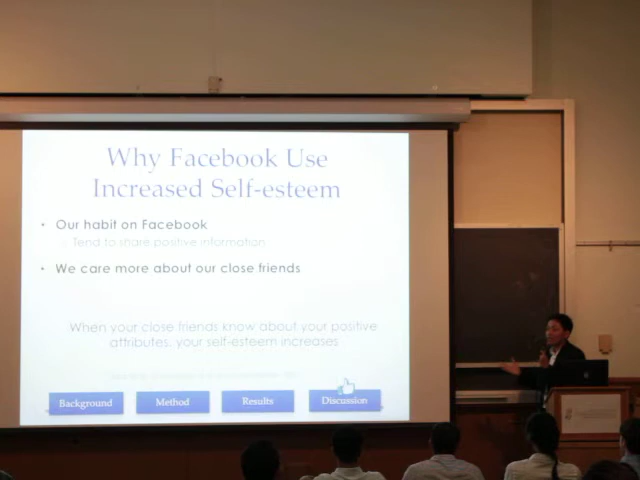 Why Facebook Use
Increased Self-esteem
• Our habit on Facebook
Tend to share positive information
• We care more about our close friends
When your close friends know about your positive
attributes, your self-esteem increases
Background Method Results Discussion